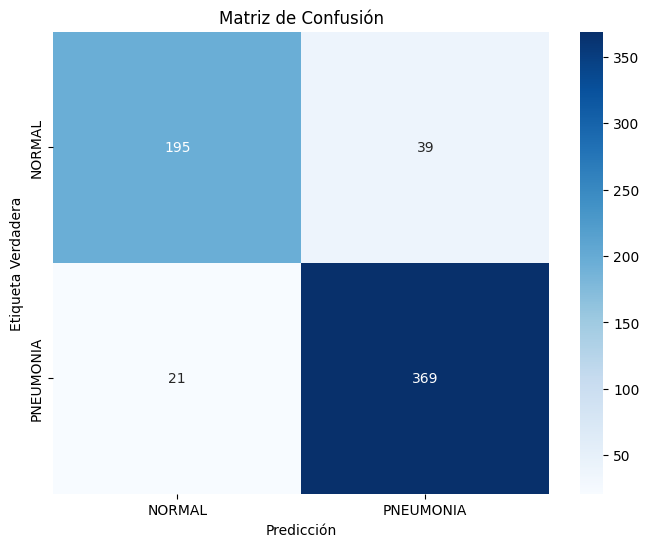 Matriz de Confusión
Etiqueta Verdadera
NORMAL
195
39
PNEUMONIA
21
369
NORMAL
PNEUMONIA
Predicción
350
300
250
200
150
100
50